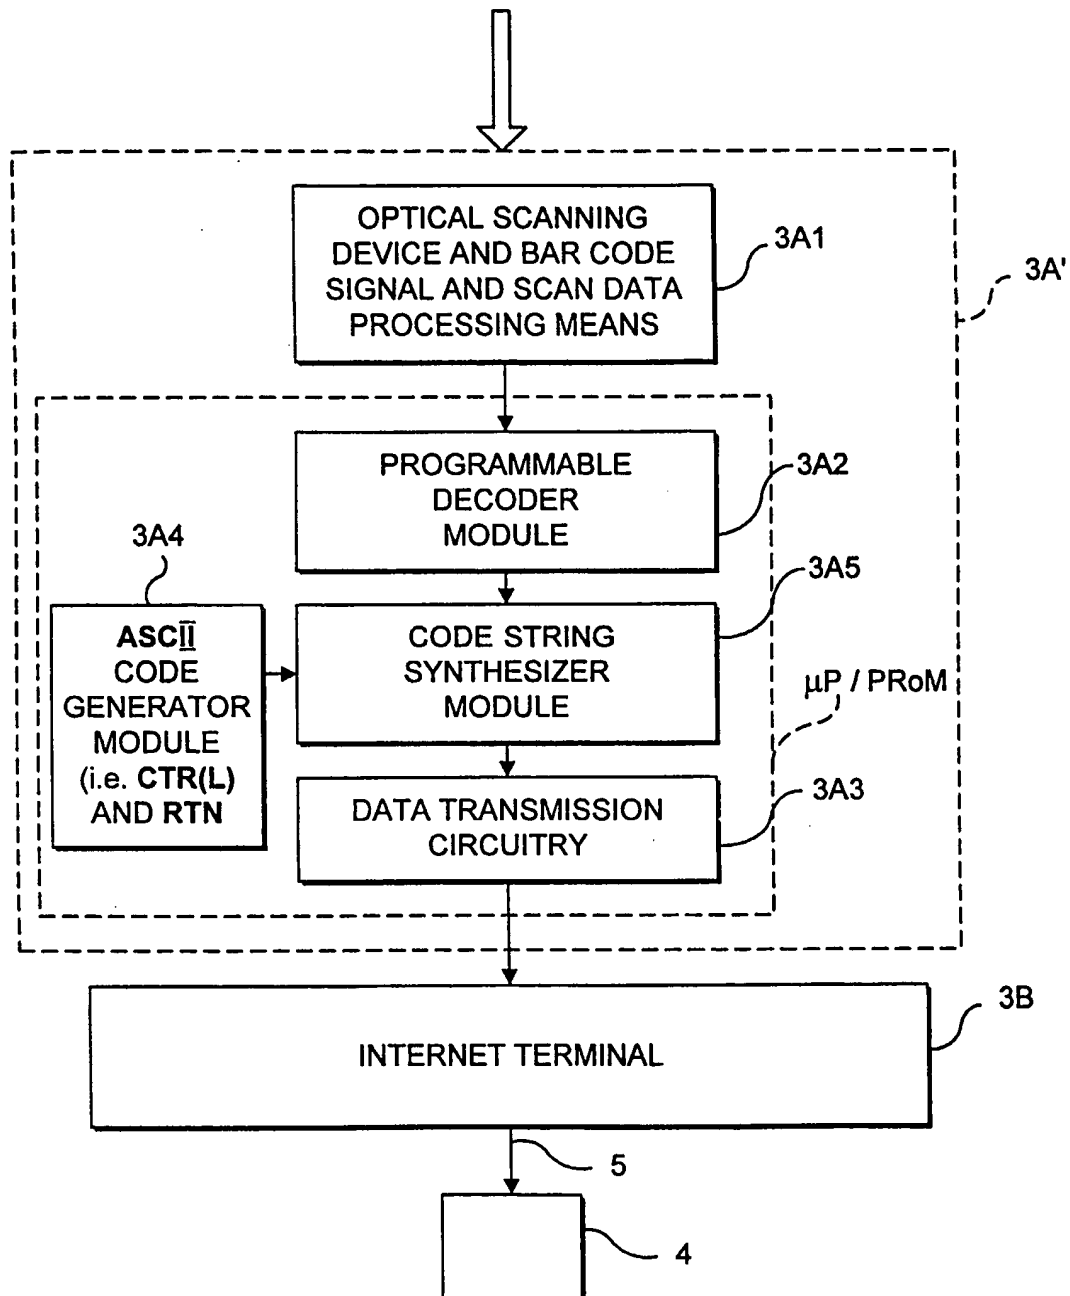 OPTICAL SCANNING
DEVICE AND BAR CODE
SIGNAL AND SCAN DATA
PROCESSING MEANS
3A1
3A'
PROGRAMMABLE
DECODER
MODULE
3A2
3A4
ASCII
CODE
GENERATOR
MODULE
(i.e. CTR(L)
AND RTN
CODE STRING
SYNTHESIZER
MODULE
3A5
μP / PRoM
DATA TRANSMISSION
CIRCUITRY
3A3
INTERNET TERMINAL
3B
5
4